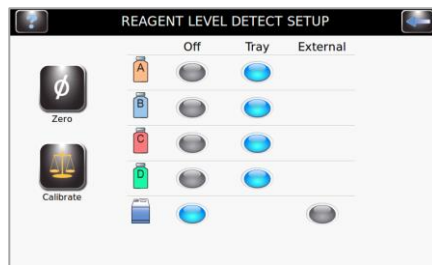 ?
REAGENT LEVEL DETECT SETUP
Off Tray External
A
Ø
Zero
B
C
Calibrate
D